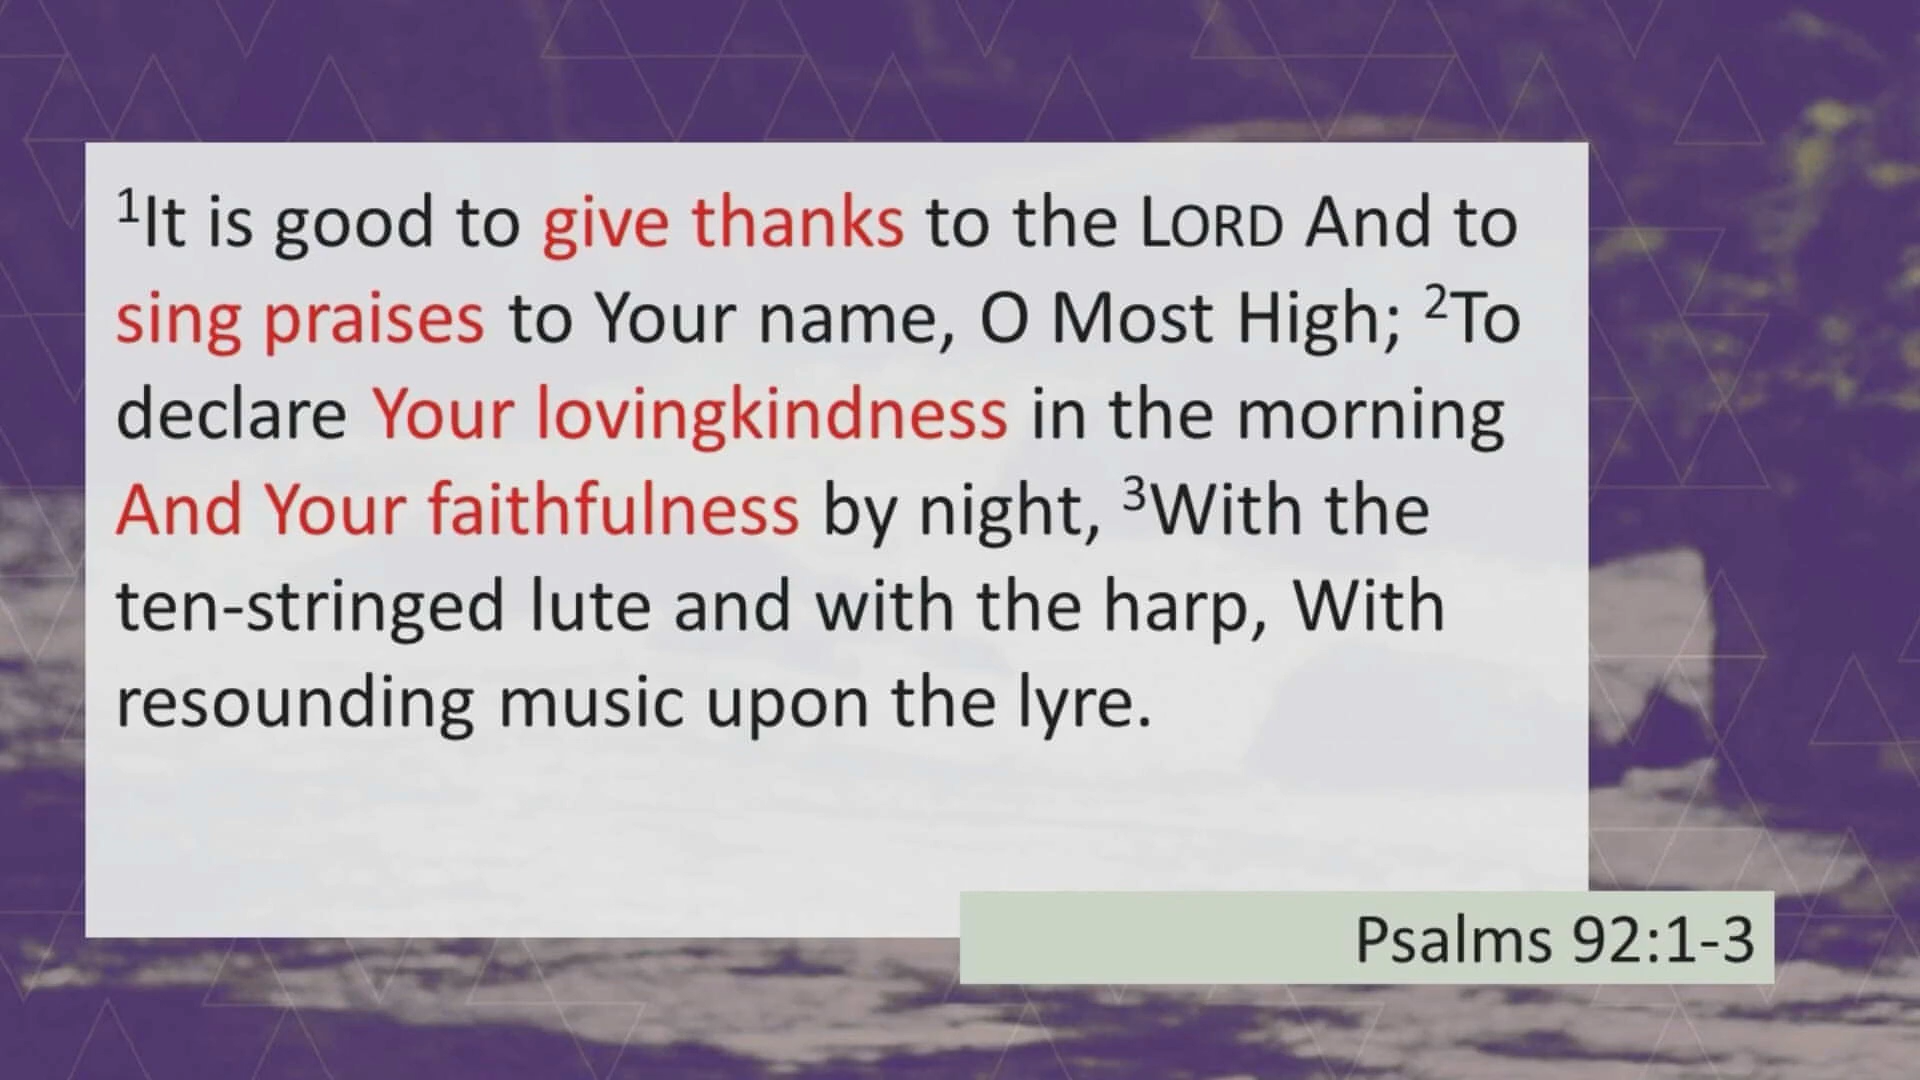 ¹It is good to give thanks to the LORD And to
sing praises to Your name, O Most High; ²To
declare Your lovingkindness in the morning
And Your faithfulness by night, ³With the
ten-stringed lute and with the harp, With
resounding music upon the lyre.
Psalms 92:1-3